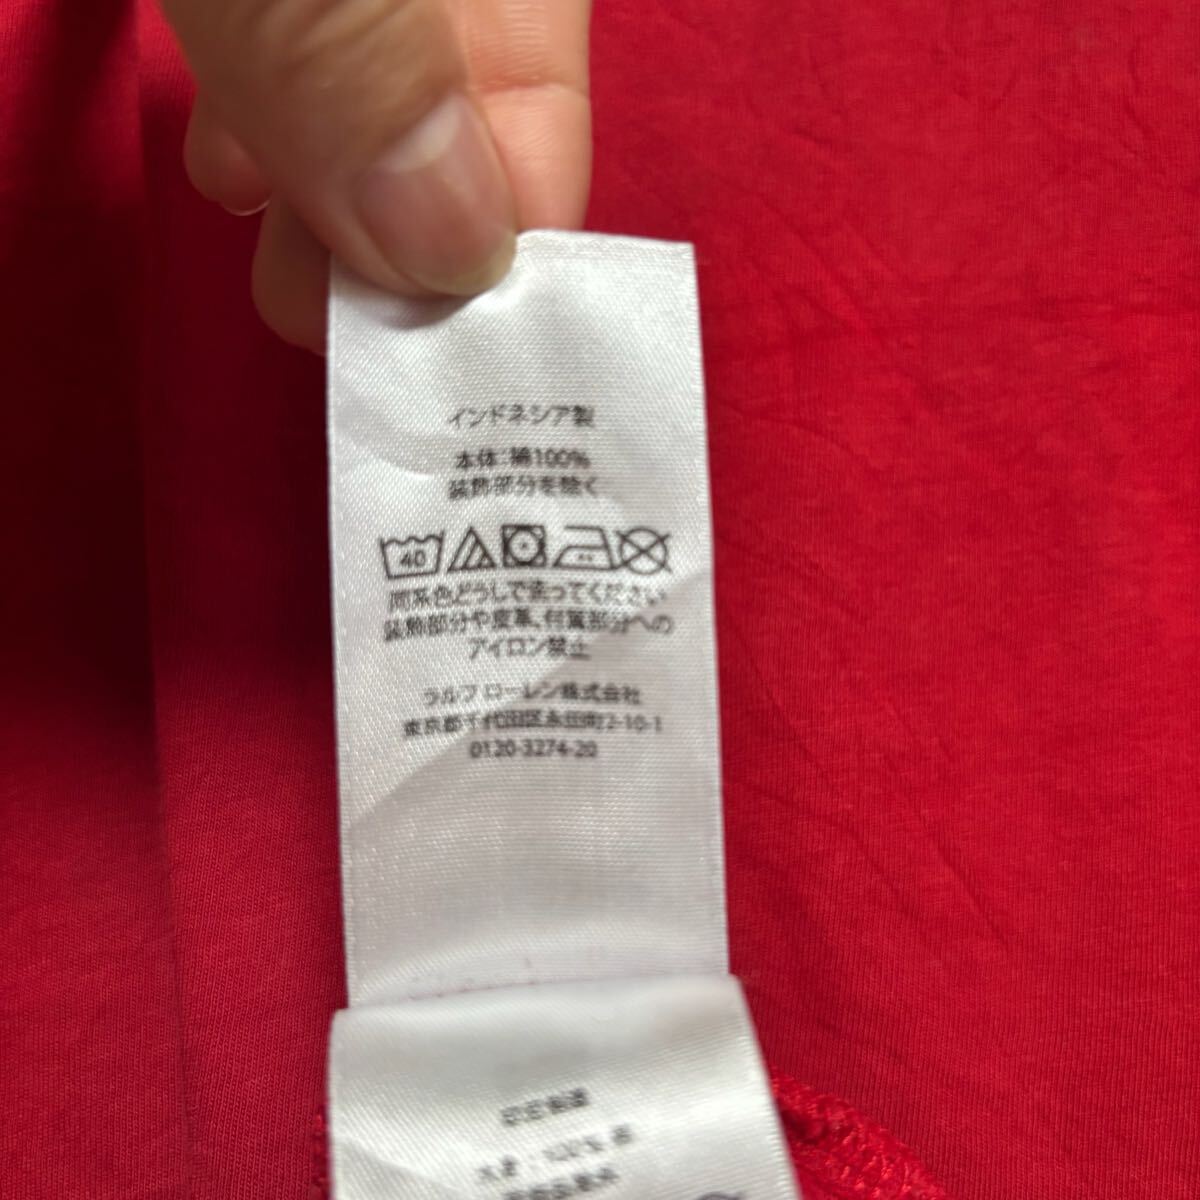 インドネシア製
本体：綿100%
装飾部分を除く
40
同系色どうしで洗ってください
装飾部分や皮革、付属部分への
アイロン禁止
ラルフ ローレン株式会社
東京都千代田区永田町2-10-1
0120-3274-20